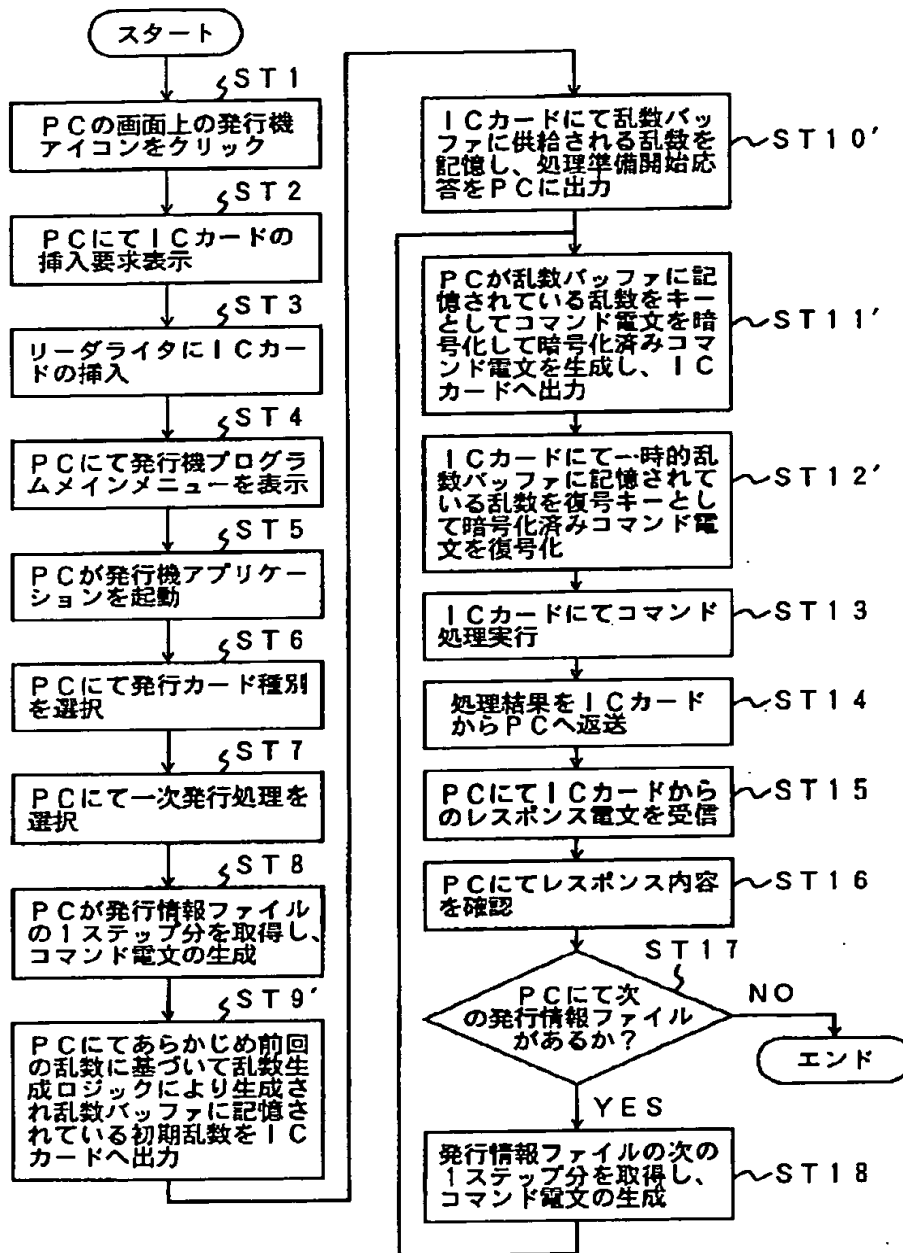 スタート
ST1
PCの画面上の発行機
アイコンをクリック
ST2
PCにてICカードの
挿入要求表示
ST3
リーダライタにICカー
ドの挿入
ST4
PCにて発行機プログラ
ムメインメニューを表示
ST5
PCが発行機アプリケー
ションを起動
ST6
PCにて発行カード種別
を選択
ST7
PCにて一次発行処理を
選択
ST8
PCが発行情報ファイル
の1ステップ分を取得し、
コマンド電文の生成
ST9'
PCにてあらかじめ前回
の乱数に基づいて乱数生
成ロジックにより生成さ
れ乱数バッファに記憶さ
れている初期乱数をIC
カードへ出力
ICカードにて乱数バッ
ファに供給される乱数を
記憶し、処理準備開始応
答をPCに出力
ST10'
PCが乱数バッファに記
憶されている乱数をキー
としてコマンド電文を暗
号化して暗号化済みコマ
ンド電文を生成し、IC
カードへ出力
ST11'
ICカードにて一時的乱
数バッファに記憶されて
いる乱数を復号キーとし
て暗号化済みコマンド電
文を復号化
ST12'
ICカードにてコマンド
処理実行
ST13
処理結果をICカード
からPCへ返送
ST14
PCにてICカードから
のレスポンス電文を受信
ST15
PCにてレスポンス内容
を確認
ST16
ST17
PCにて次
の発行情報ファイル
があるか?
NO
エンド
YES
発行情報ファイルの次の
1ステップ分を取得し、
コマンド電文の生成
ST18